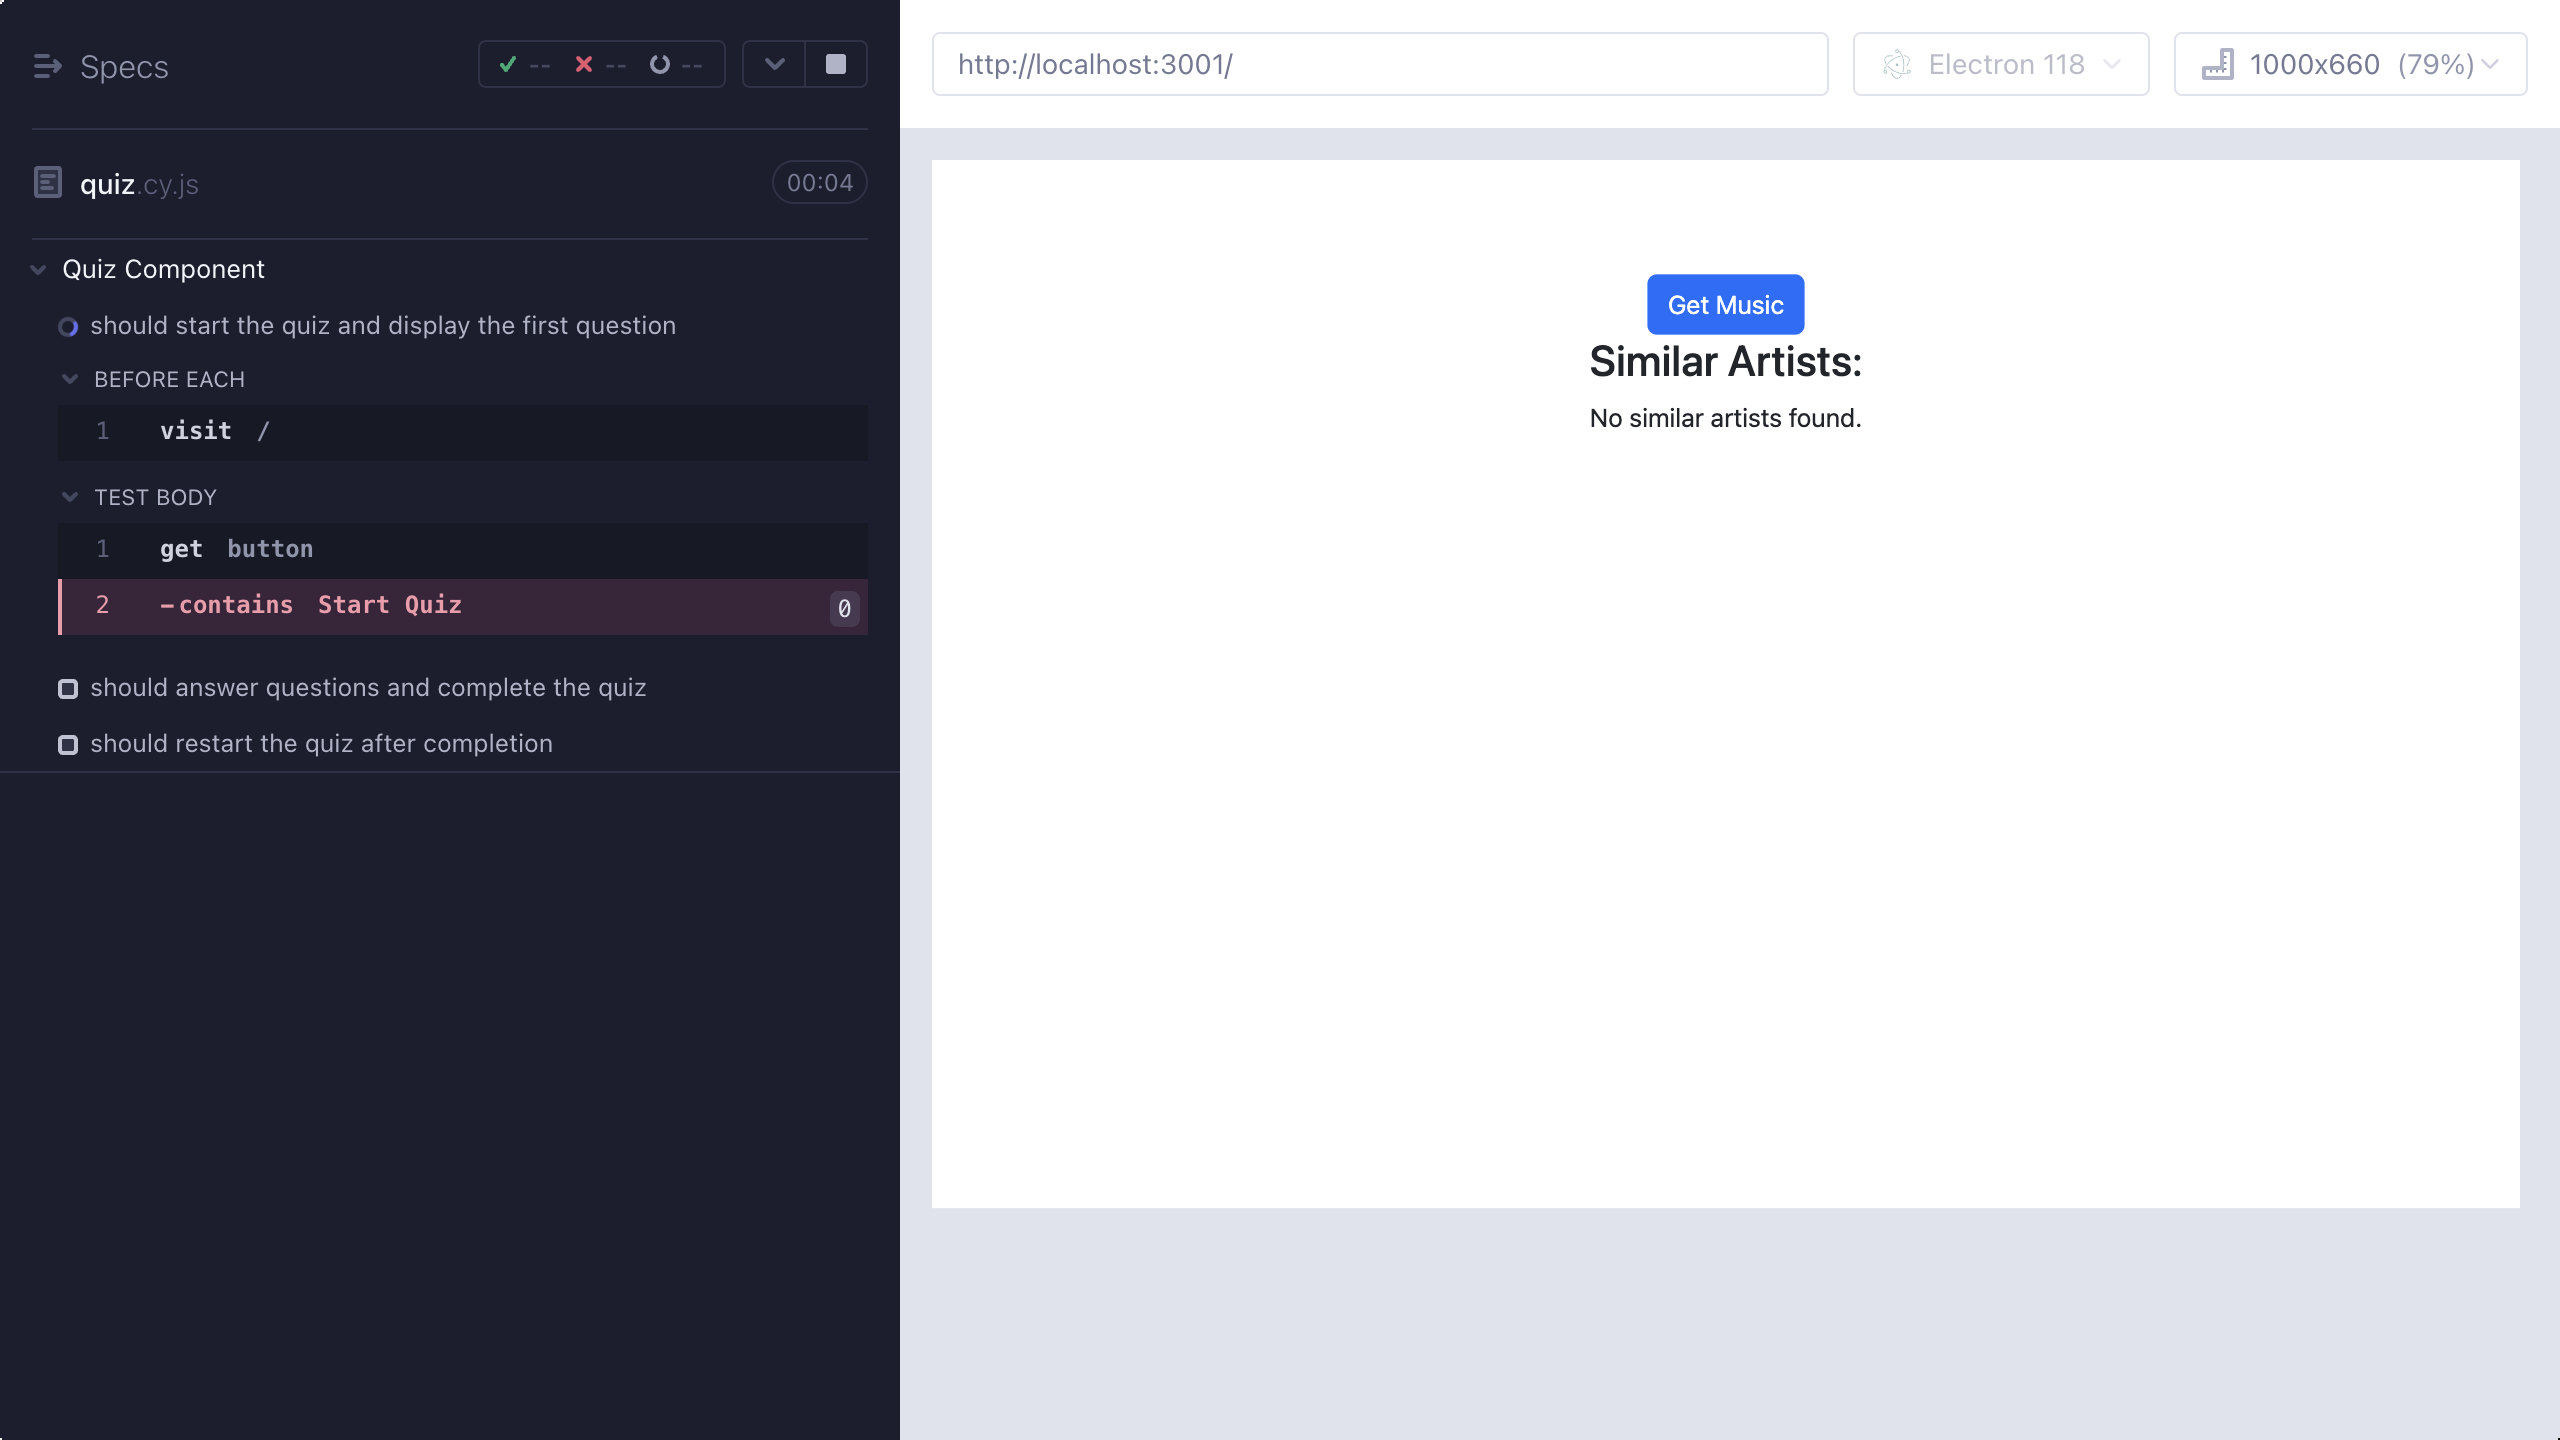 Specs
-- -- --
quiz.cy.js
00:04
Quiz Component
should start the quiz and display the first question
BEFORE EACH
1 visit /
TEST BODY
1 get button
2 -contains Start Quiz 0
should answer questions and complete the quiz
should restart the quiz after completion
http://localhost:3001/
Electron 118
1000x660 (79%)
Get Music
Similar Artists:
No similar artists found.